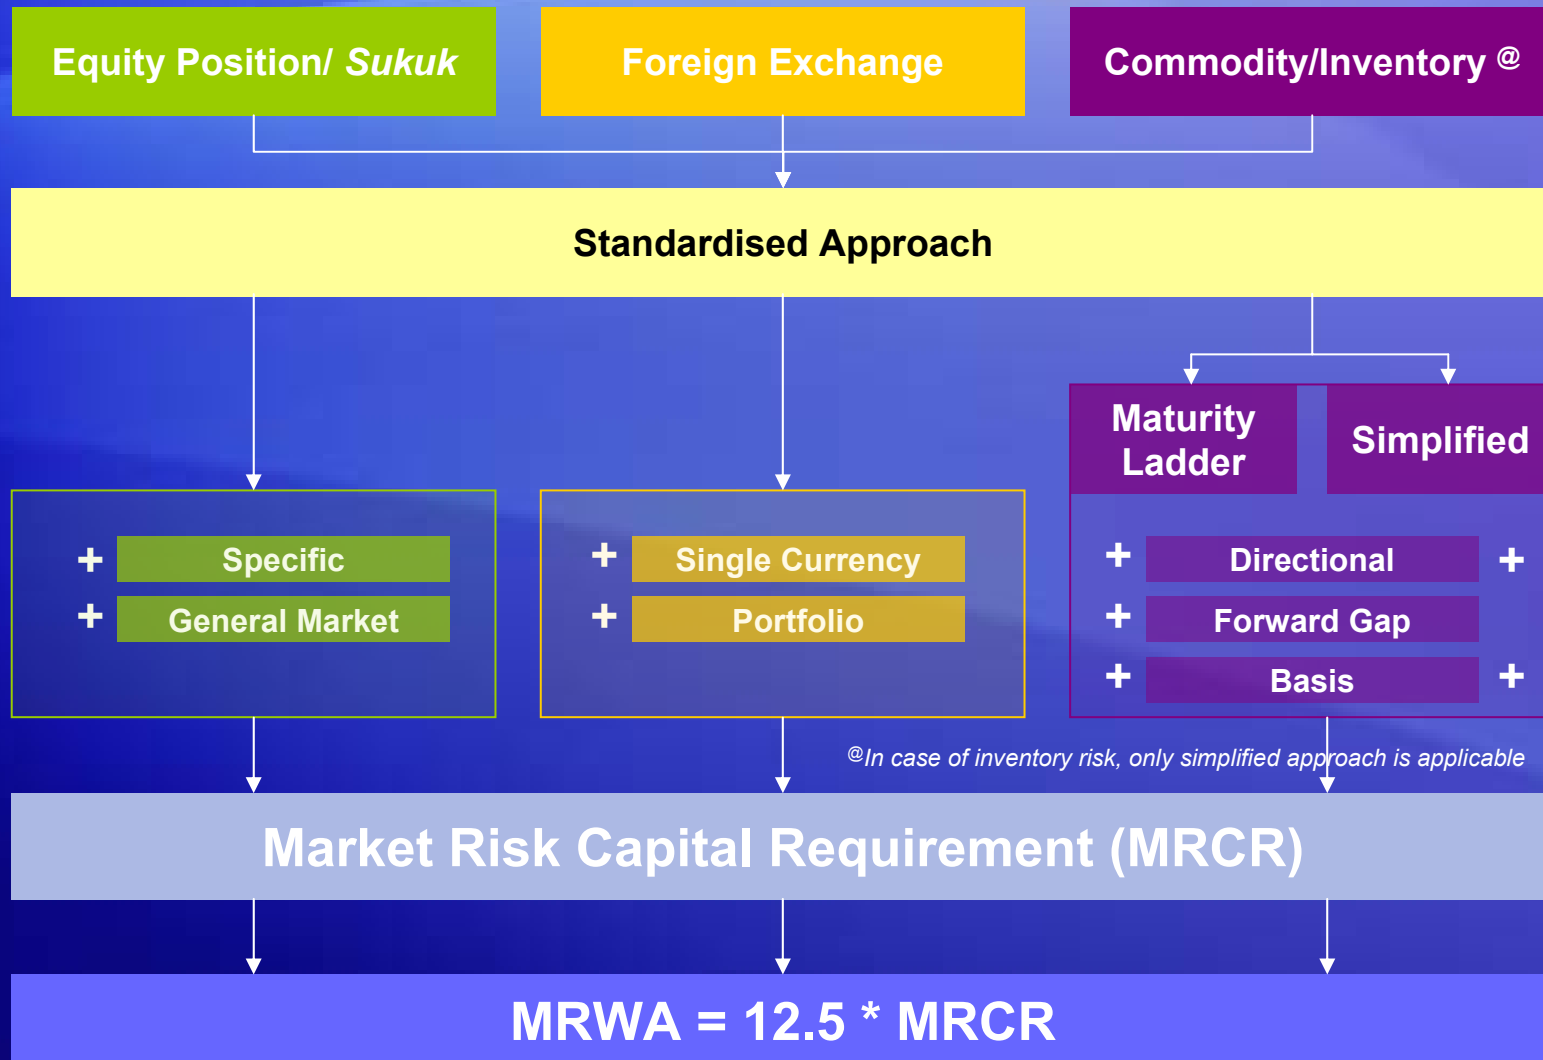 Equity Position/ Sukuk
Foreign Exchange
Commodity/Inventory @
Standardised Approach
Maturity
Ladder
Simplified
+ Specific
+ General Market
+ Single Currency
+ Portfolio
+ Directional +
+ Forward Gap
+ Basis +
@In case of inventory risk, only simplified approach is applicable
Market Risk Capital Requirement (MRCR)
MRWA = 12.5 * MRCR